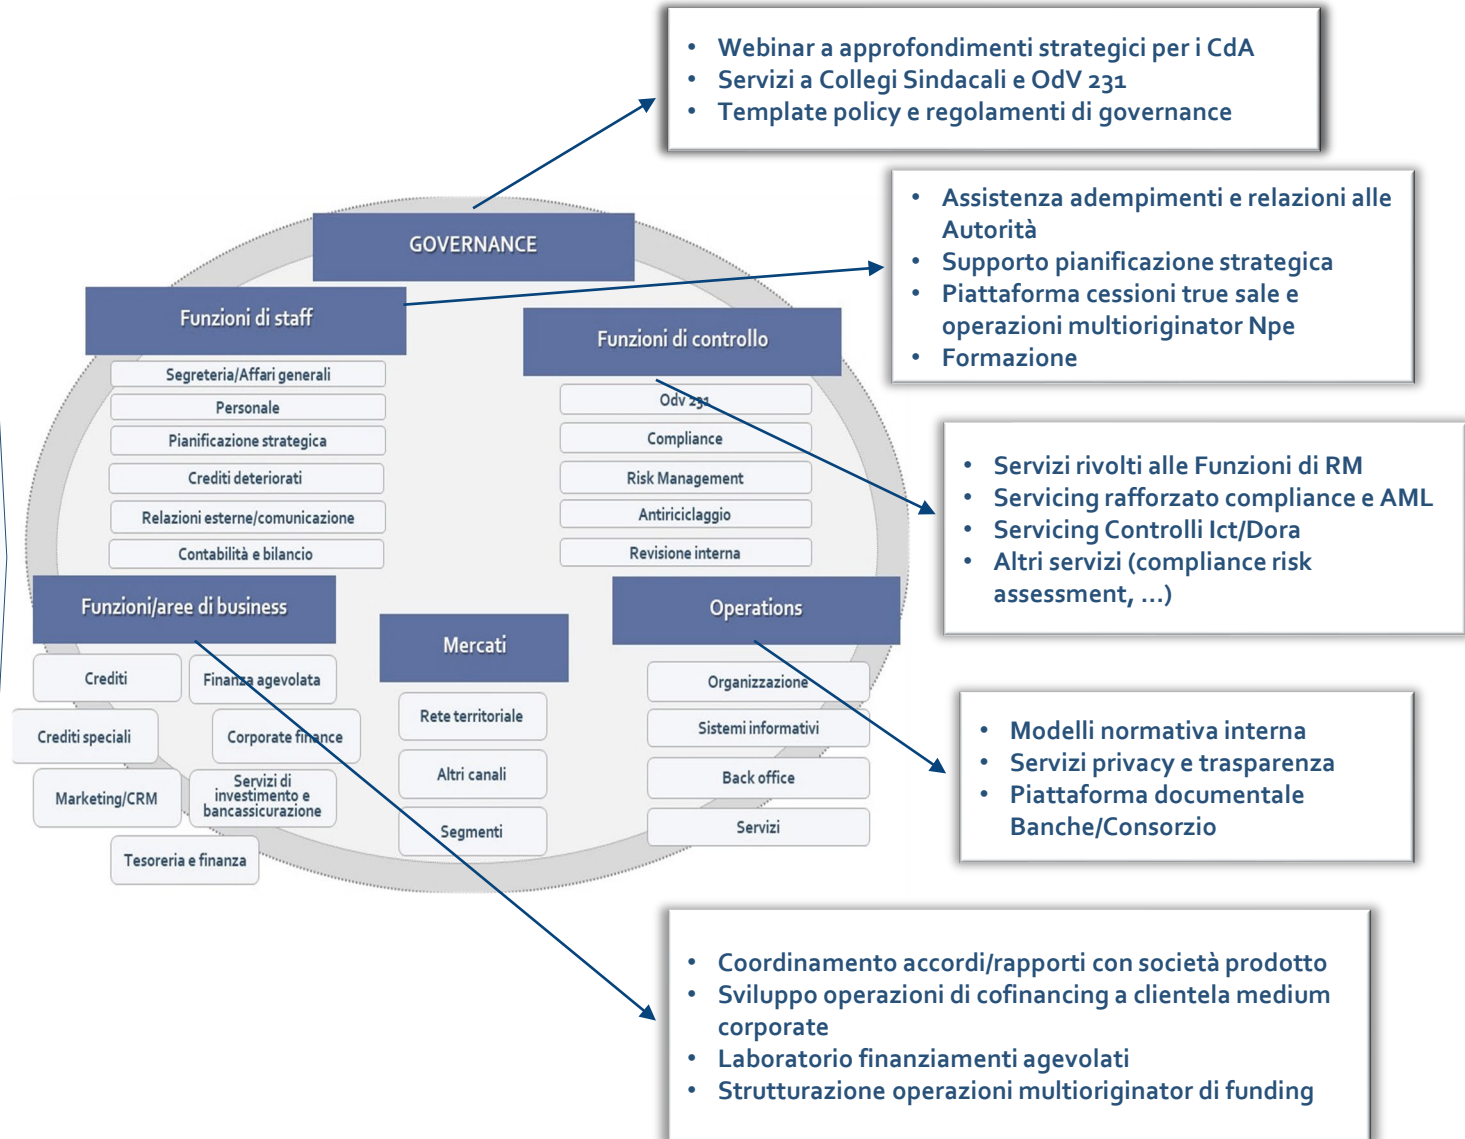 • Webinar a approfondimenti strategici per i CdA
• Servizi a Collegi Sindacali e OdV 231
• Template policy e regolamenti di governance
• Assistenza adempimenti e relazioni alle
Autorità
• Supporto pianificazione strategica
• Piattaforma cessioni true sale e
operazioni multioriginator Npe
• Formazione
GOVERNANCE
Funzioni di staff
Segreteria/Affari generali
Personale
Pianificazione strategica
Crediti deteriorati
Relazioni esterne/comunicazione
Contabilità e bilancio
Funzioni di controllo
Odv 231
Compliance
Risk Management
Antiriciclaggio
Revisione interna
• Servizi rivolti alle Funzioni di RM
• Servicing rafforzato compliance e AML
• Servicing Controlli Ict/Dora
• Altri servizi (compliance risk
assessment, ...)
Funzioni/aree di business
Crediti
Finanza agevolata
Crediti speciali
Corporate finance
Marketing/CRM
Servizi di
investimento e
bancassicurazione
Tesoreria e finanza
Mercati
Rete territoriale
Altri canali
Segmenti
Operations
Organizzazione
Sistemi informativi
Back office
Servizi
• Modelli normativa interna
• Servizi privacy e trasparenza
• Piattaforma documentale
Banche/Consorzio
• Coordinamento accordi/rapporti con società prodotto
• Sviluppo operazioni di cofinancing a clientela medium
corporate
• Laboratorio finanziamenti agevolati
• Strutturazione operazioni multioriginator di funding